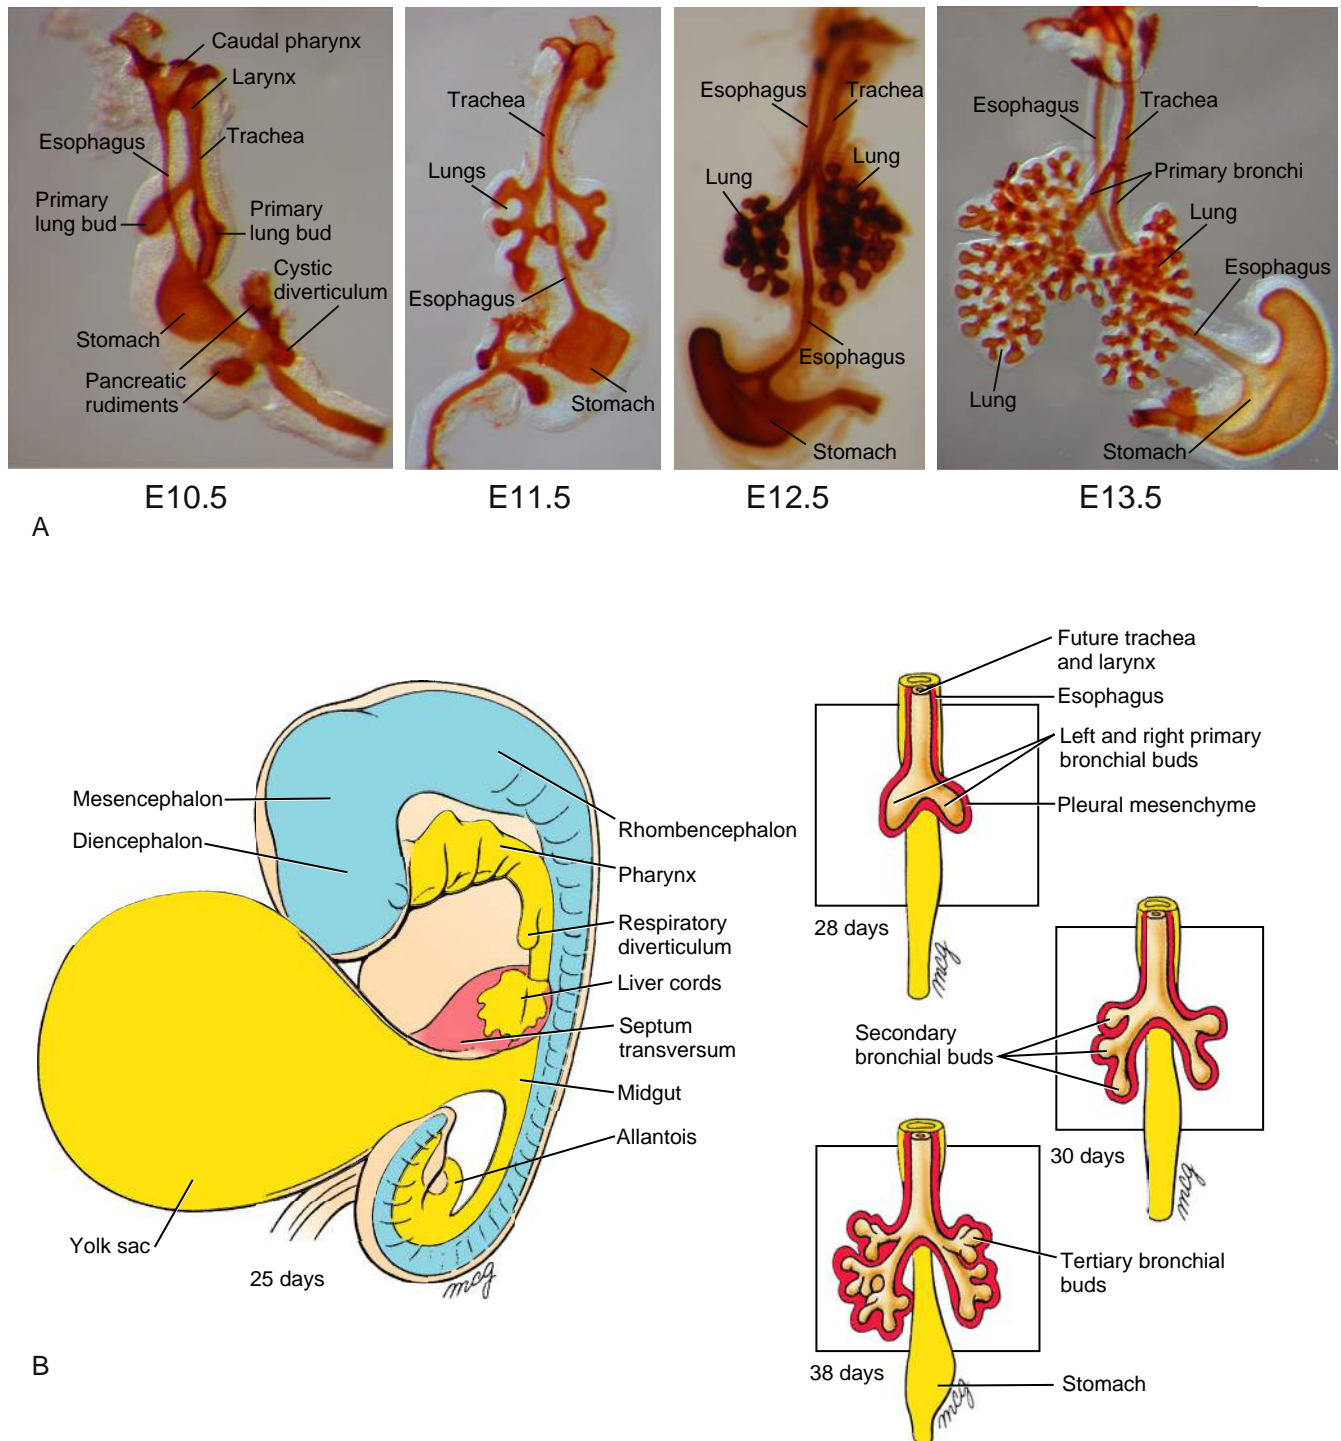 Caudal pharynx
Larynx
Esophagus
Trachea
Primary
lung bud
Primary
lung bud
Cystic
diverticulum
Stomach
Pancreatic
rudiments
E10.5
Trachea
Lungs
Esophagus
Stomach
E11.5
Esophagus
Trachea
Lung
Lung
Esophagus
Stomach
E12.5
Esophagus
Trachea
Primary bronchi
Lung
Esophagus
Lung
Stomach
E13.5
A
Mesencephalon
Diencephalon
Rhombencephalon
Pharynx
Respiratory
diverticulum
Liver cords
Septum
transversum
Midgut
Allantois
Yolk sac
25 days
mcg
Future trachea
and larynx
Esophagus
Left and right primary
bronchial buds
Pleural mesenchyme
28 days
mcg
Secondary
bronchial buds
30 days
mcg
Tertiary bronchial
buds
38 days
Stomach
mcg
B